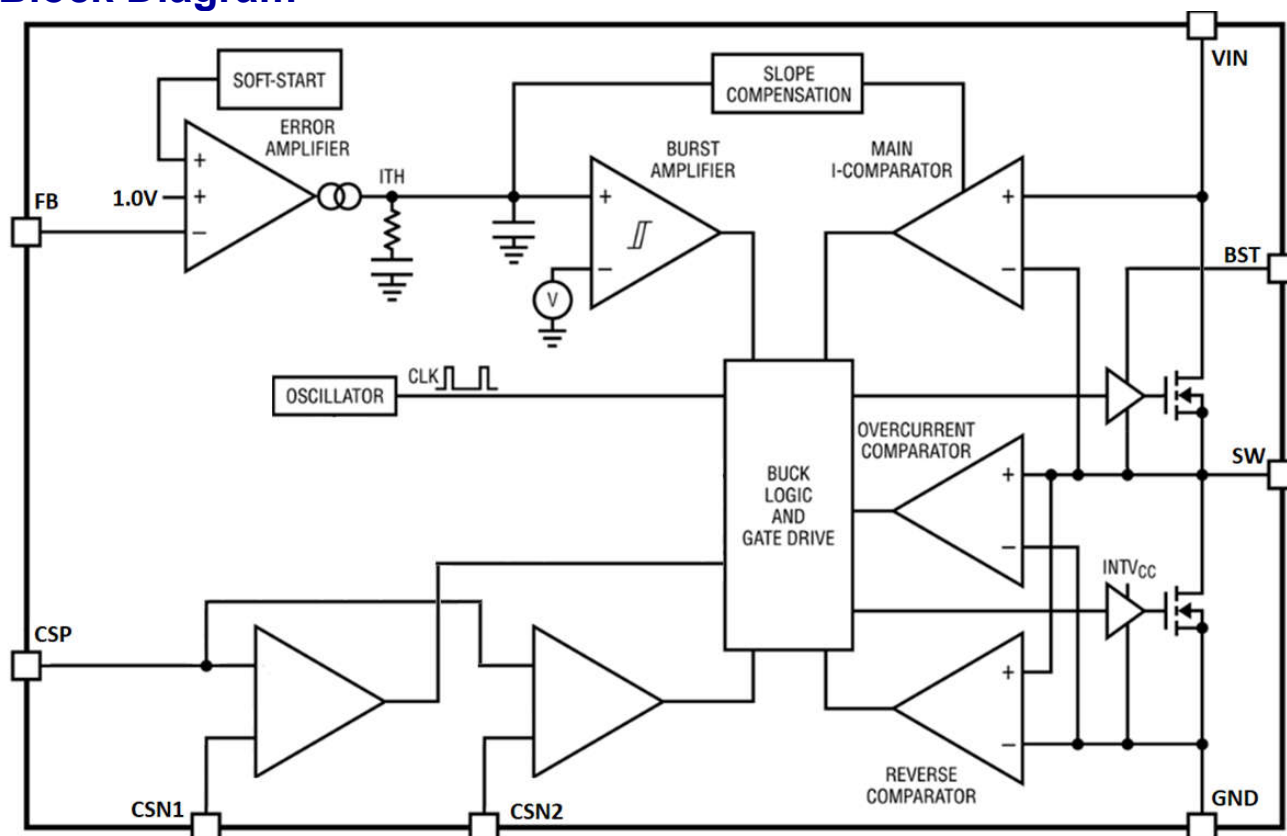 Block Diagram
VIN
SOFT-START
SLOPE
COMPENSATION
ERROR
AMPLIFIER
BURST
AMPLIFIER
MAIN
I-COMPARATOR
ITH
FB
1.0V
+
+
−
+
−
+
−
V
BST
CLK
OSCILLATOR
OVERCURRENT
COMPARATOR
SW
BUCK
LOGIC
AND
GATE DRIVE
+
−
INTVCC
CSP
+
−
REVERSE
COMPARATOR
CSN1
CSN2
GND